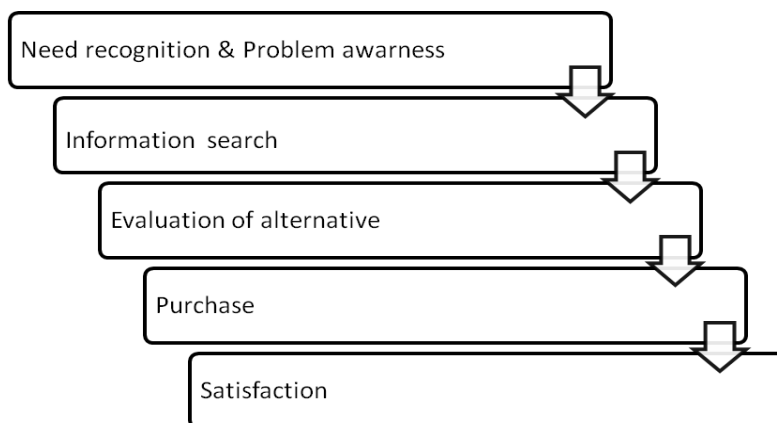 Need recognition & Problem awarness
Information  search
Evaluation of alternative
Purchase
Satisfaction